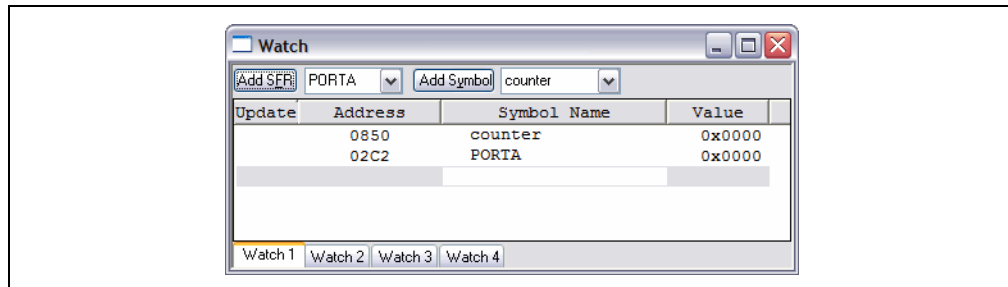 Watch
Add SFR PORTA Add Symbol counter
Update Address Symbol Name Value
0850 counter 0x0000
02C2 PORTA 0x0000
Watch 1 Watch 2 Watch 3 Watch 4